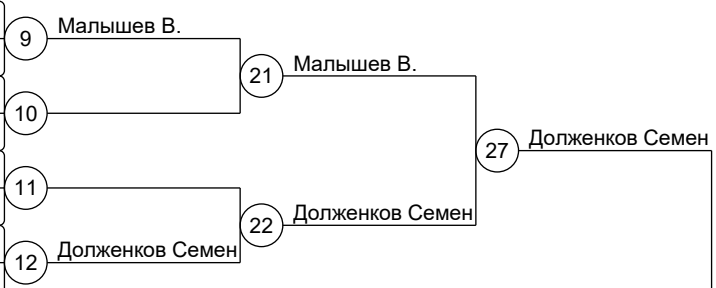 9 Малышев В.
21 Малышев В.
10
27 Долженков Семен
11
22 Долженков Семен
12 Долженков Семен